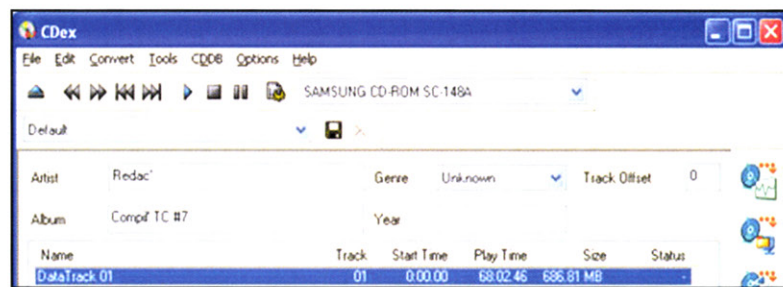 CDex
File Edit Convert Tools CDDB Options Help
SAMSUNG CD-ROM SC-148A
Default
Artist Redac' Genre Unknown Track Offset 0
Album Compil' TC #7 Year
Name Track Start Time Play Time Size Status
DataTrack 01 01 0:00.00 68:02.46 686.81 MB -